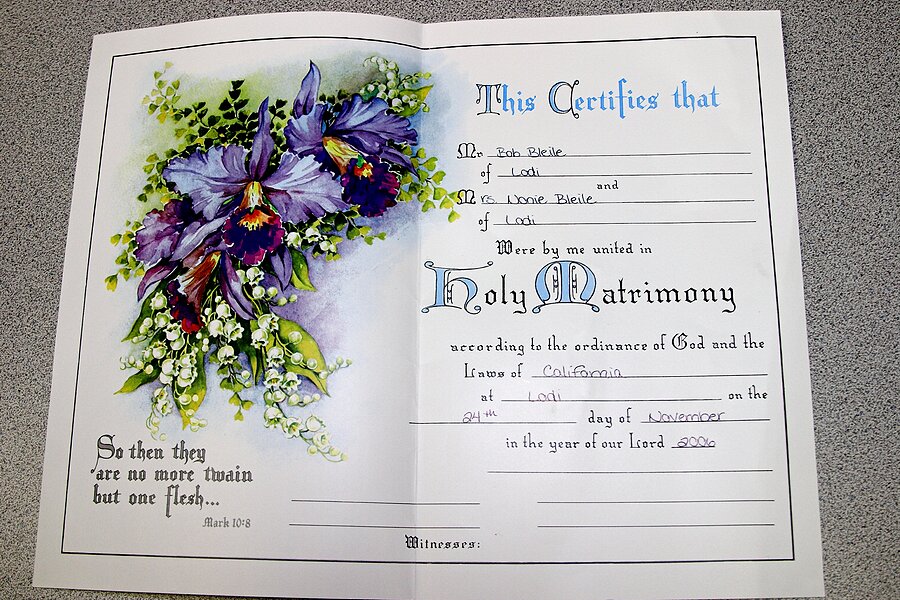 This Certifies that
Mr Bob Bleile
of Lodi
and
Mrs. Nonie Bleile
of Lodi
Were by me united in
Holy Matrimony
according to the ordinance of God and the
Laws of California
at Lodi on the
24th day of November
in the year of our Lord 2006
So then they
are no more twain
but one flesh...
Mark 10:8
Witnesses: